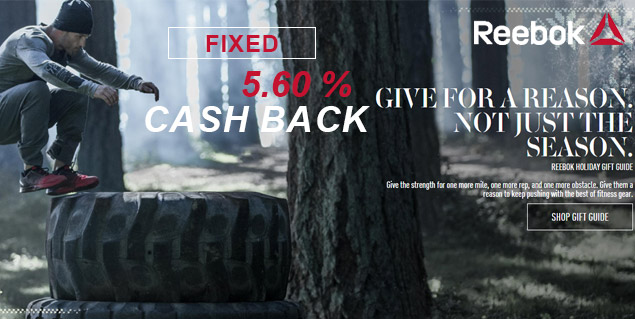 FIXED
5.60 %
CASH BACK
Reebok
GIVE FOR A REASON.
NOT JUST THE
SEASON.
REEBOK HOLIDAY GIFT GUIDE
Give the strength for one more mile, one more rep, and one more obstacle. Give them a
reason to keep pushing with the best of fitness gear.
SHOP GIFT GUIDE